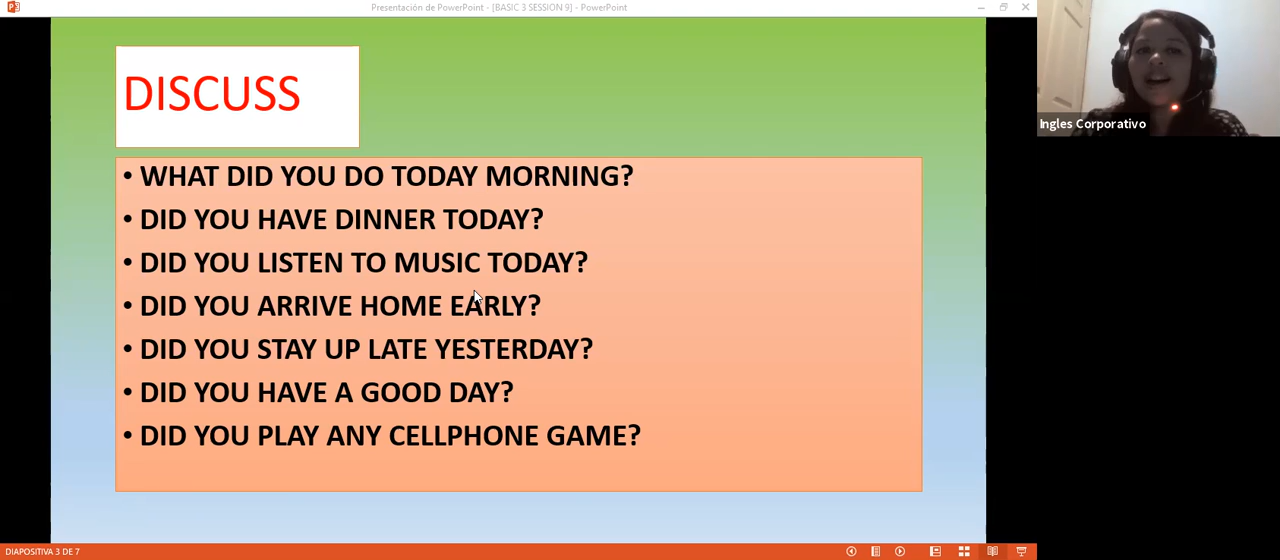 Presentación de PowerPoint - [BASIC 3 SESSION 9] - PowerPoint
DISCUSS
Ingles Corporativo
• WHAT DID YOU DO TODAY MORNING?
• DID YOU HAVE DINNER TODAY?
• DID YOU LISTEN TO MUSIC TODAY?
• DID YOU ARRIVE HOME EARLY?
• DID YOU STAY UP LATE YESTERDAY?
• DID YOU HAVE A GOOD DAY?
• DID YOU PLAY ANY CELLPHONE GAME?
DIAPOSITIVA 3 DE 7